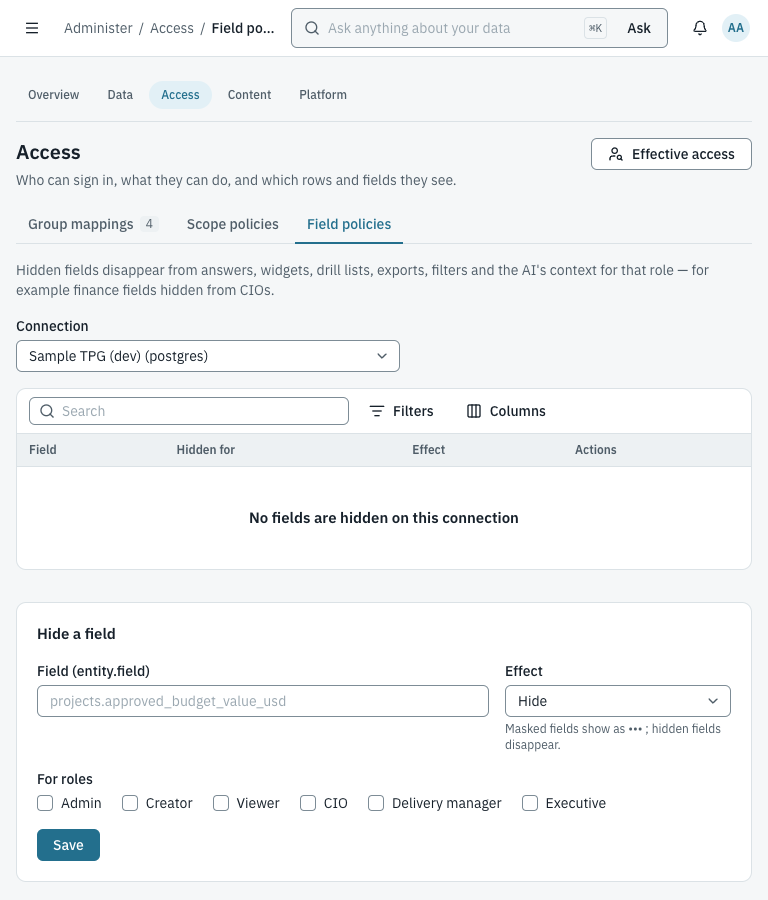 Administer / Access / Field po...
Ask anything about your data
⌘K
Ask
AA
Overview
Data
Access
Content
Platform
Access
Effective access
Who can sign in, what they can do, and which rows and fields they see.
Group mappings 4
Scope policies
Field policies
Hidden fields disappear from answers, widgets, drill lists, exports, filters and the AI's context for that role — for
example finance fields hidden from CIOs.
Connection
Sample TPG (dev) (postgres)
Search
Filters
Columns
Field
Hidden for
Effect
Actions
No fields are hidden on this connection
Hide a field
Field (entity.field)
projects.approved_budget_value_usd
Effect
Hide
Masked fields show as ••• ; hidden fields
disappear.
For roles
Admin
Creator
Viewer
CIO
Delivery manager
Executive
Save